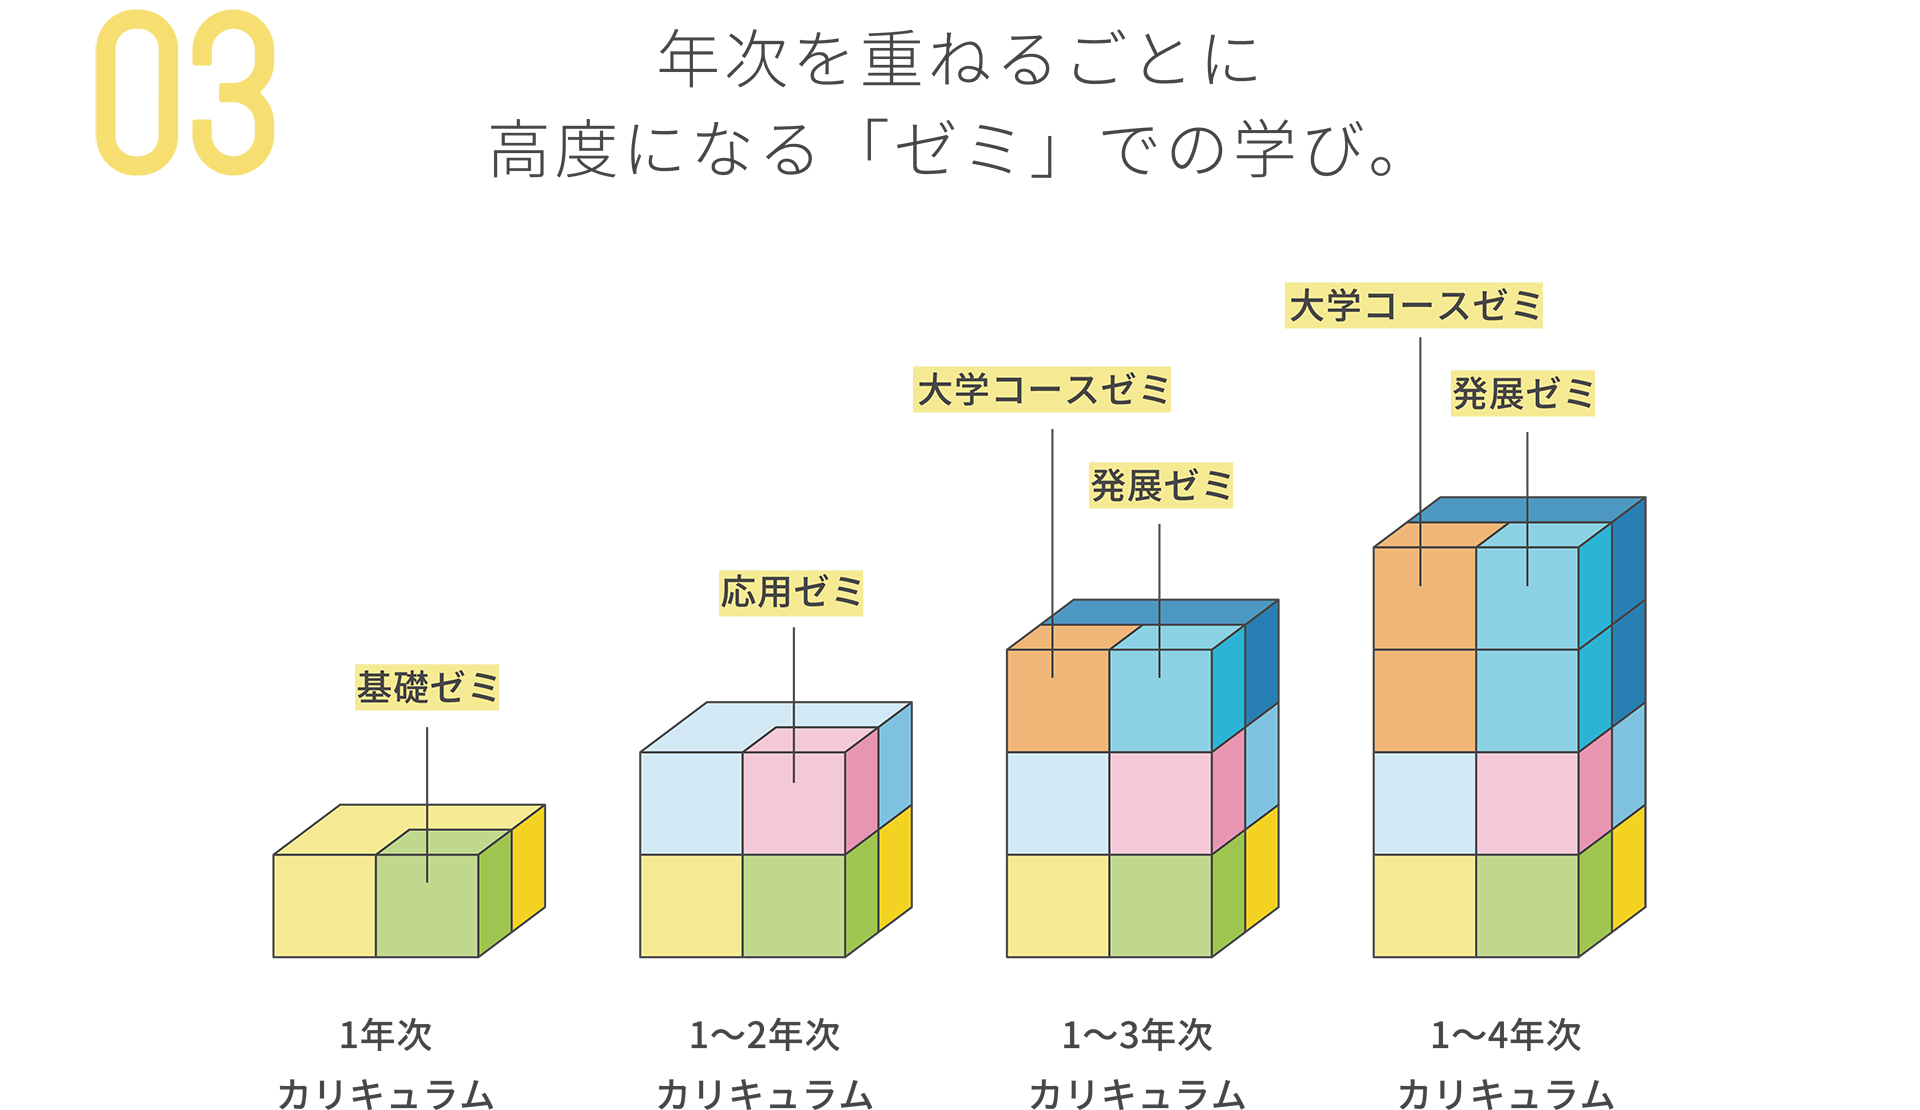 03
年次を重ねるごとに
高度になる「ゼミ」での学び。
大学コースゼミ
発展ゼミ
大学コースゼミ
発展ゼミ
応用ゼミ
基礎ゼミ
1年次
カリキュラム
1～2年次
カリキュラム
1～3年次
カリキュラム
1～4年次
カリキュラム